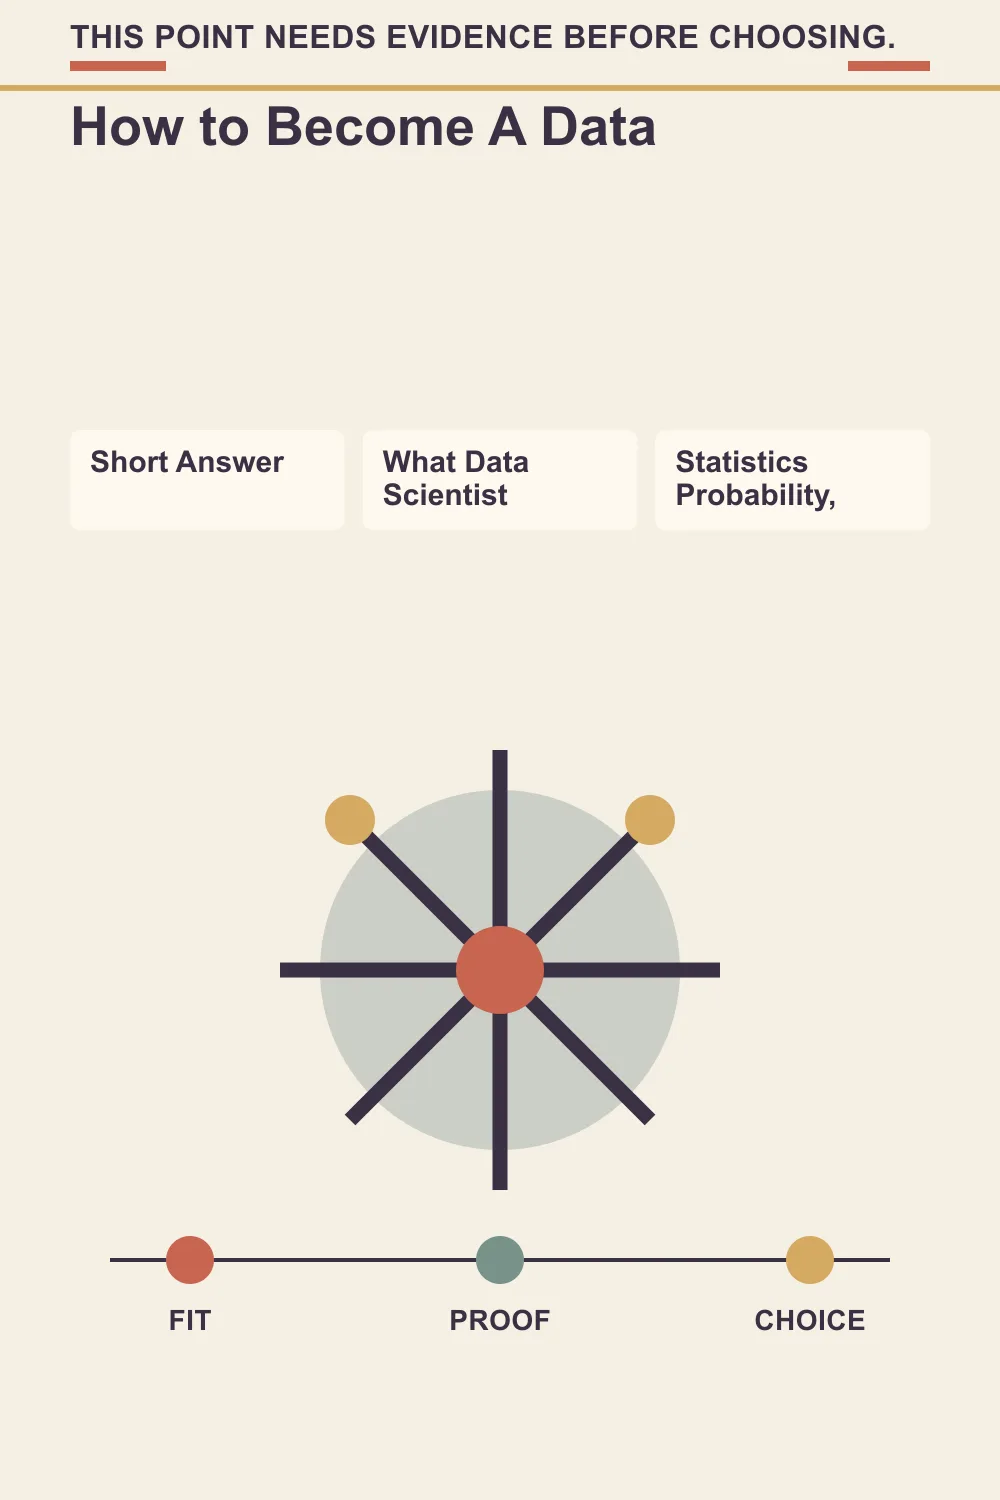 THIS POINT NEEDS EVIDENCE BEFORE CHOOSING.
How to Become A Data
Short Answer
What Data
Scientist
Statistics
Probability,
FIT
PROOF
CHOICE